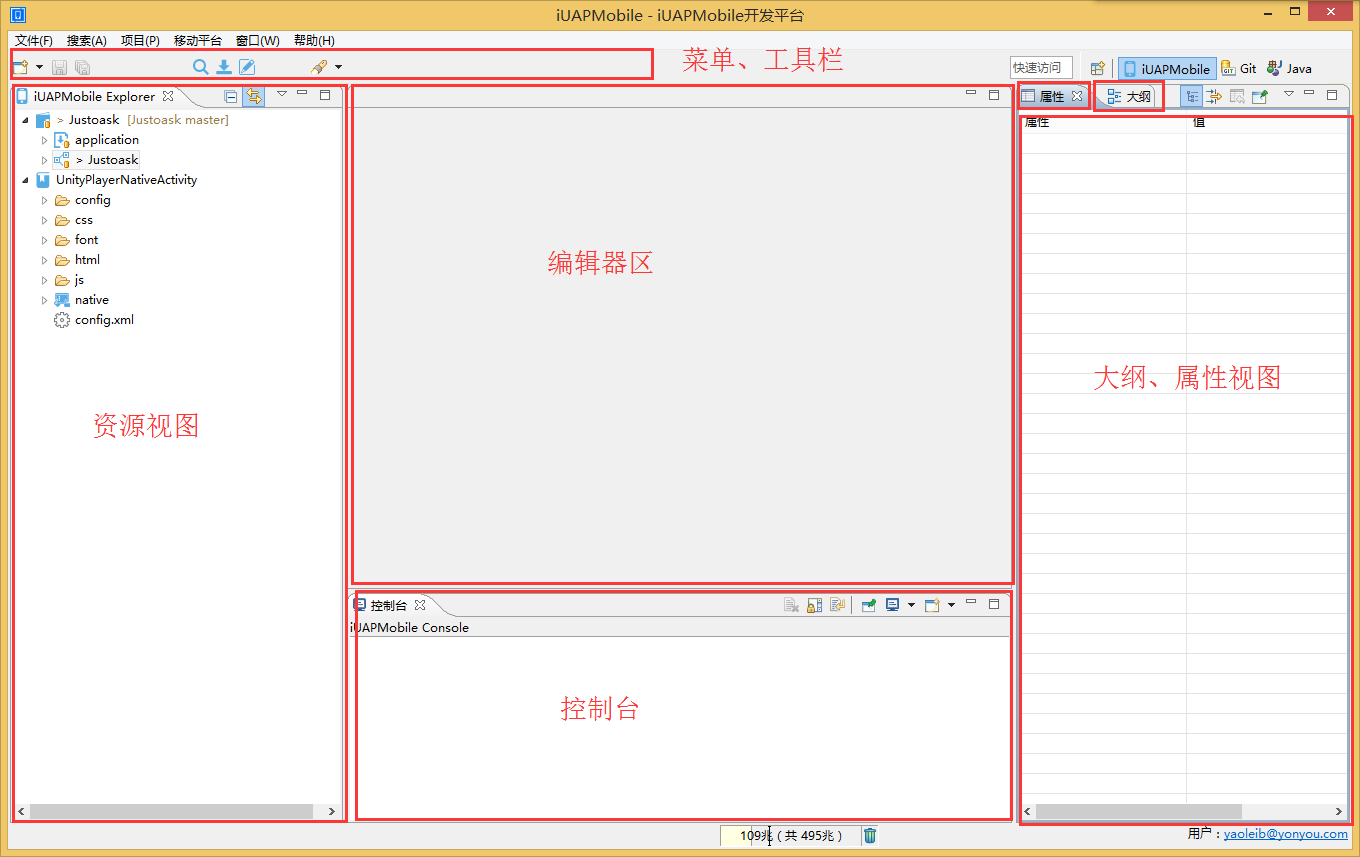 iUAPMobile - iUAPMobile开发平台
文件(F) 搜索(A) 项目(P) 移动平台 窗口(W) 帮助(H)
菜单、工具栏
快速访问 iUAPMobile Git Java
iUAPMobile Explorer
> Justoask [Justoask master]
application
> Justoask
UnityPlayerNativeActivity
config
css
font
html
js
native
config.xml
资源视图
编辑器区
控制台
iUAPMobile Console
控制台
属性 大纲
属性 值
大纲、属性视图
109兆 ( 共 495兆 )
用户 : yaoleib@yonyou.com